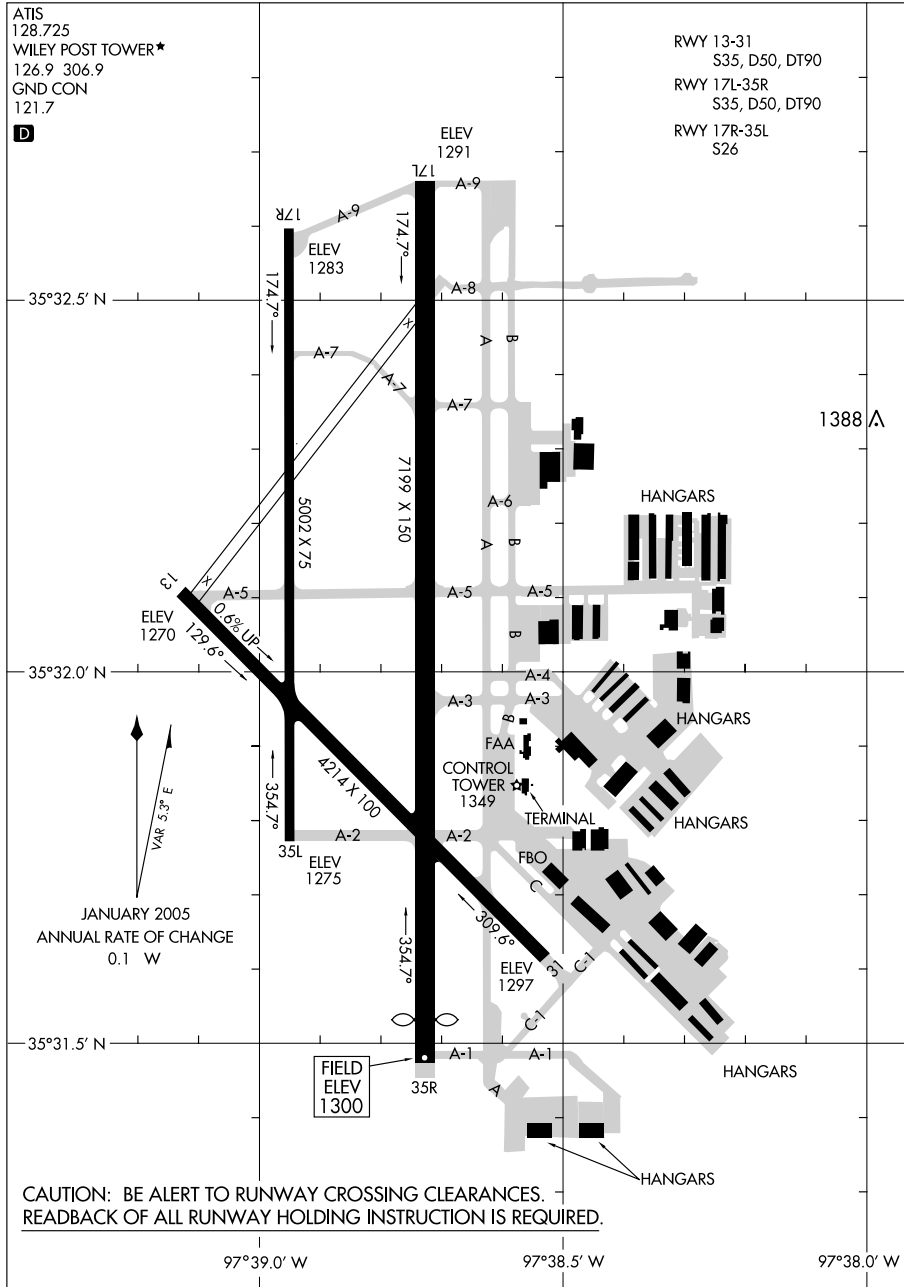 ATIS
128.725
WILEY POST TOWER★
126.9 306.9
GND CON
121.7
D
RWY 13-31
S35, D50, DT90
RWY 17L-35R
S35, D50, DT90
RWY 17R-35L
S26
ELEV
1291
17L
A-9
A-9
17R
ELEV
1283
174.7°
174.7°
35°32.5' N
A-8
X
A
B
A-7
A-7
A-7
1388
7199 X 150
5002 X 75
A-6
HANGARS
A
B
13
X
A-5
A-5
A-5
ELEV
1270
0.6% UP
129.6°
B
35°32.0' N
A-4
A-3
A-3
B
HANGARS
FAA
CONTROL
TOWER
1349
TERMINAL
HANGARS
VAR 5.3° E
4214 X 100
354.7°
A-2
A-2
35L
ELEV
1275
FBO
C
JANUARY 2005
ANNUAL RATE OF CHANGE
0.1 W
354.7°
309.6°
ELEV
1297
31
C-1
C-1
35°31.5' N
A-1
A-1
FIELD
ELEV
1300
35R
A
HANGARS
HANGARS
CAUTION: BE ALERT TO RUNWAY CROSSING CLEARANCES.
READBACK OF ALL RUNWAY HOLDING INSTRUCTION IS REQUIRED.
97°39.0' W
97°38.5' W
97°38.0' W